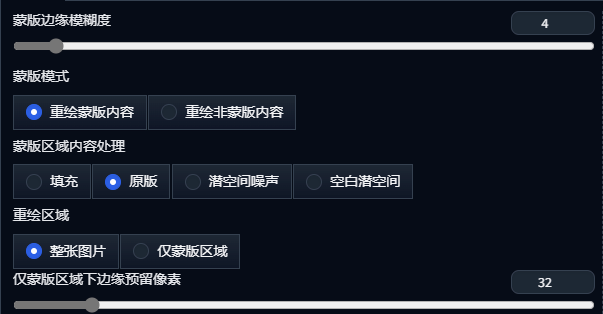 蒙版边缘模糊度 4
蒙版模式
重绘蒙版内容 重绘非蒙版内容
蒙版区域内容处理
填充 原版 潜空间噪声 空白潜空间
重绘区域
整张图片 仅蒙版区域
仅蒙版区域下边缘预留像素 32